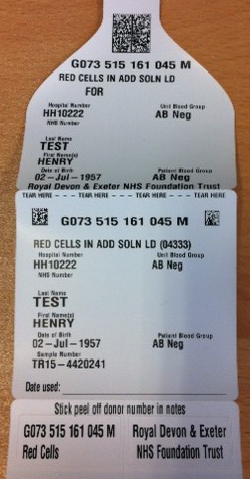 G073 515 161 045 M
RED CELLS IN ADD SOLN LD
FOR
Hospital Number Unit Blood Group
HH10222 AB Neg
NHS Number
Last Name
TEST
First Name(s)
HENRY
Date of Birth Patient Blood Group
02-Jul-1957 AB Neg
Royal Devon & Exeter NHS Foundation Trust
TEAR HERE --- TEAR HERE --- TEAR HERE --- TEAR HERE
G073 515 161 045 M
RED CELLS IN ADD SOLN LD (04333)
Hospital Number Unit Blood Group
HH10222 AB Neg
NHS Number
Last Name
TEST
First Name(s)
HENRY
Date of Birth Patient Blood Group
02-Jul-1957 AB Neg
Sample Number
TR15-4420241
Date used:
Stick peel off donor number in notes
G073 515 161 045 M Royal Devon & Exeter
Red Cells NHS Foundation Trust